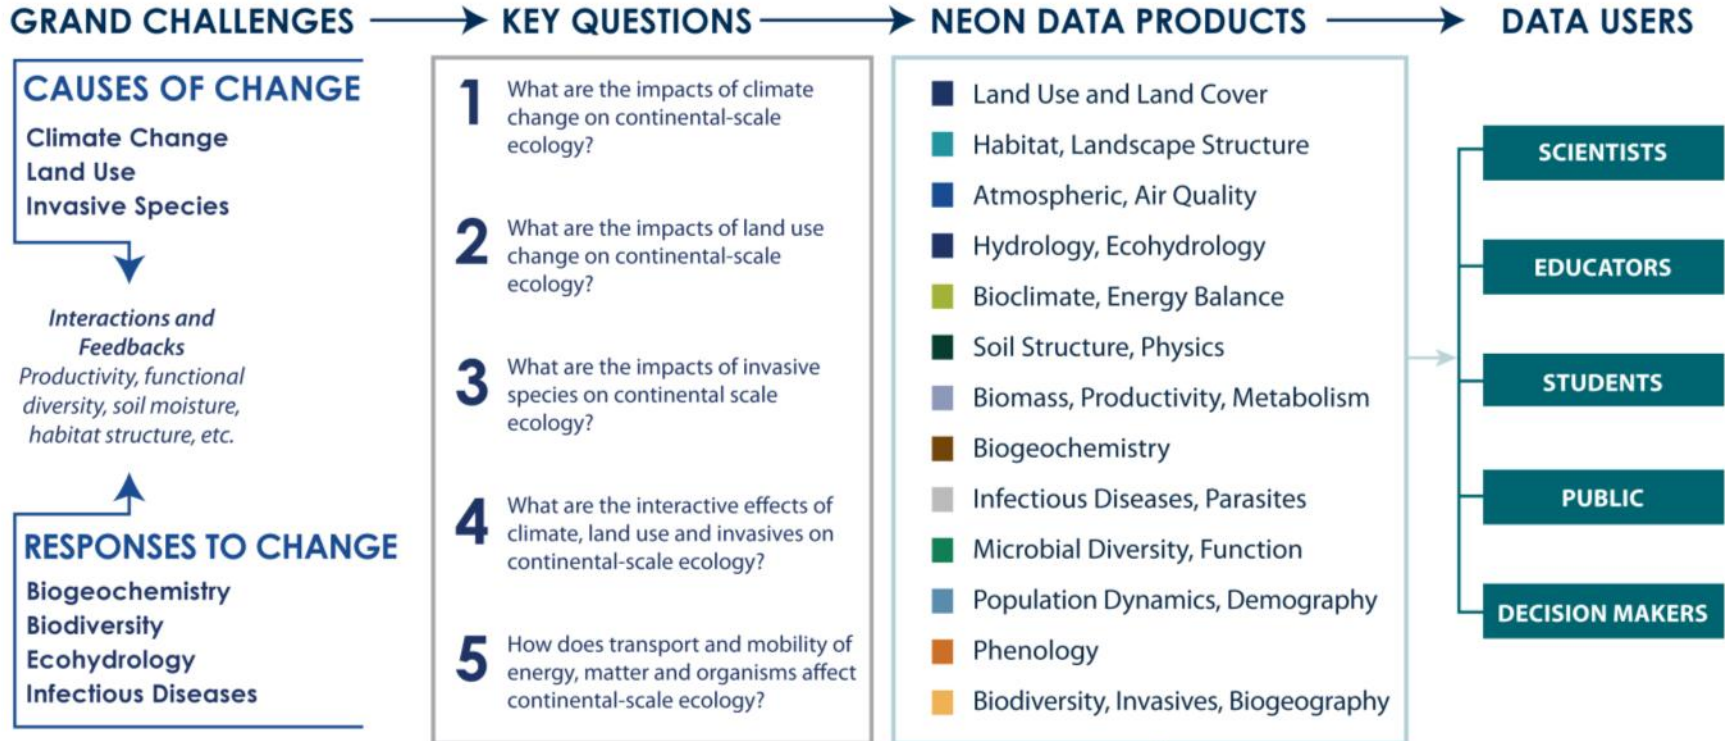 GRAND CHALLENGES
KEY QUESTIONS
NEON DATA PRODUCTS
DATA USERS
CAUSES OF CHANGE
Climate Change
Land Use
Invasive Species
Interactions and
Feedbacks
Productivity, functional
diversity, soil moisture,
habitat structure, etc.
RESPONSES TO CHANGE
Biogeochemistry
Biodiversity
Ecohydrology
Infectious Diseases
1
What are the impacts of climate
change on continental-scale
ecology?
2
What are the impacts of land use
change on continental-scale
ecology?
3
What are the impacts of invasive
species on continental scale
ecology?
4
What are the interactive effects of
climate, land use and invasives on
continental-scale ecology?
5
How does transport and mobility of
energy, matter and organisms affect
continental-scale ecology?
Land Use and Land Cover
Habitat, Landscape Structure
Atmospheric, Air Quality
Hydrology, Ecohydrology
Bioclimate, Energy Balance
Soil Structure, Physics
Biomass, Productivity, Metabolism
Biogeochemistry
Infectious Diseases, Parasites
Microbial Diversity, Function
Population Dynamics, Demography
Phenology
Biodiversity, Invasives, Biogeography
SCIENTISTS
EDUCATORS
STUDENTS
PUBLIC
DECISION MAKERS